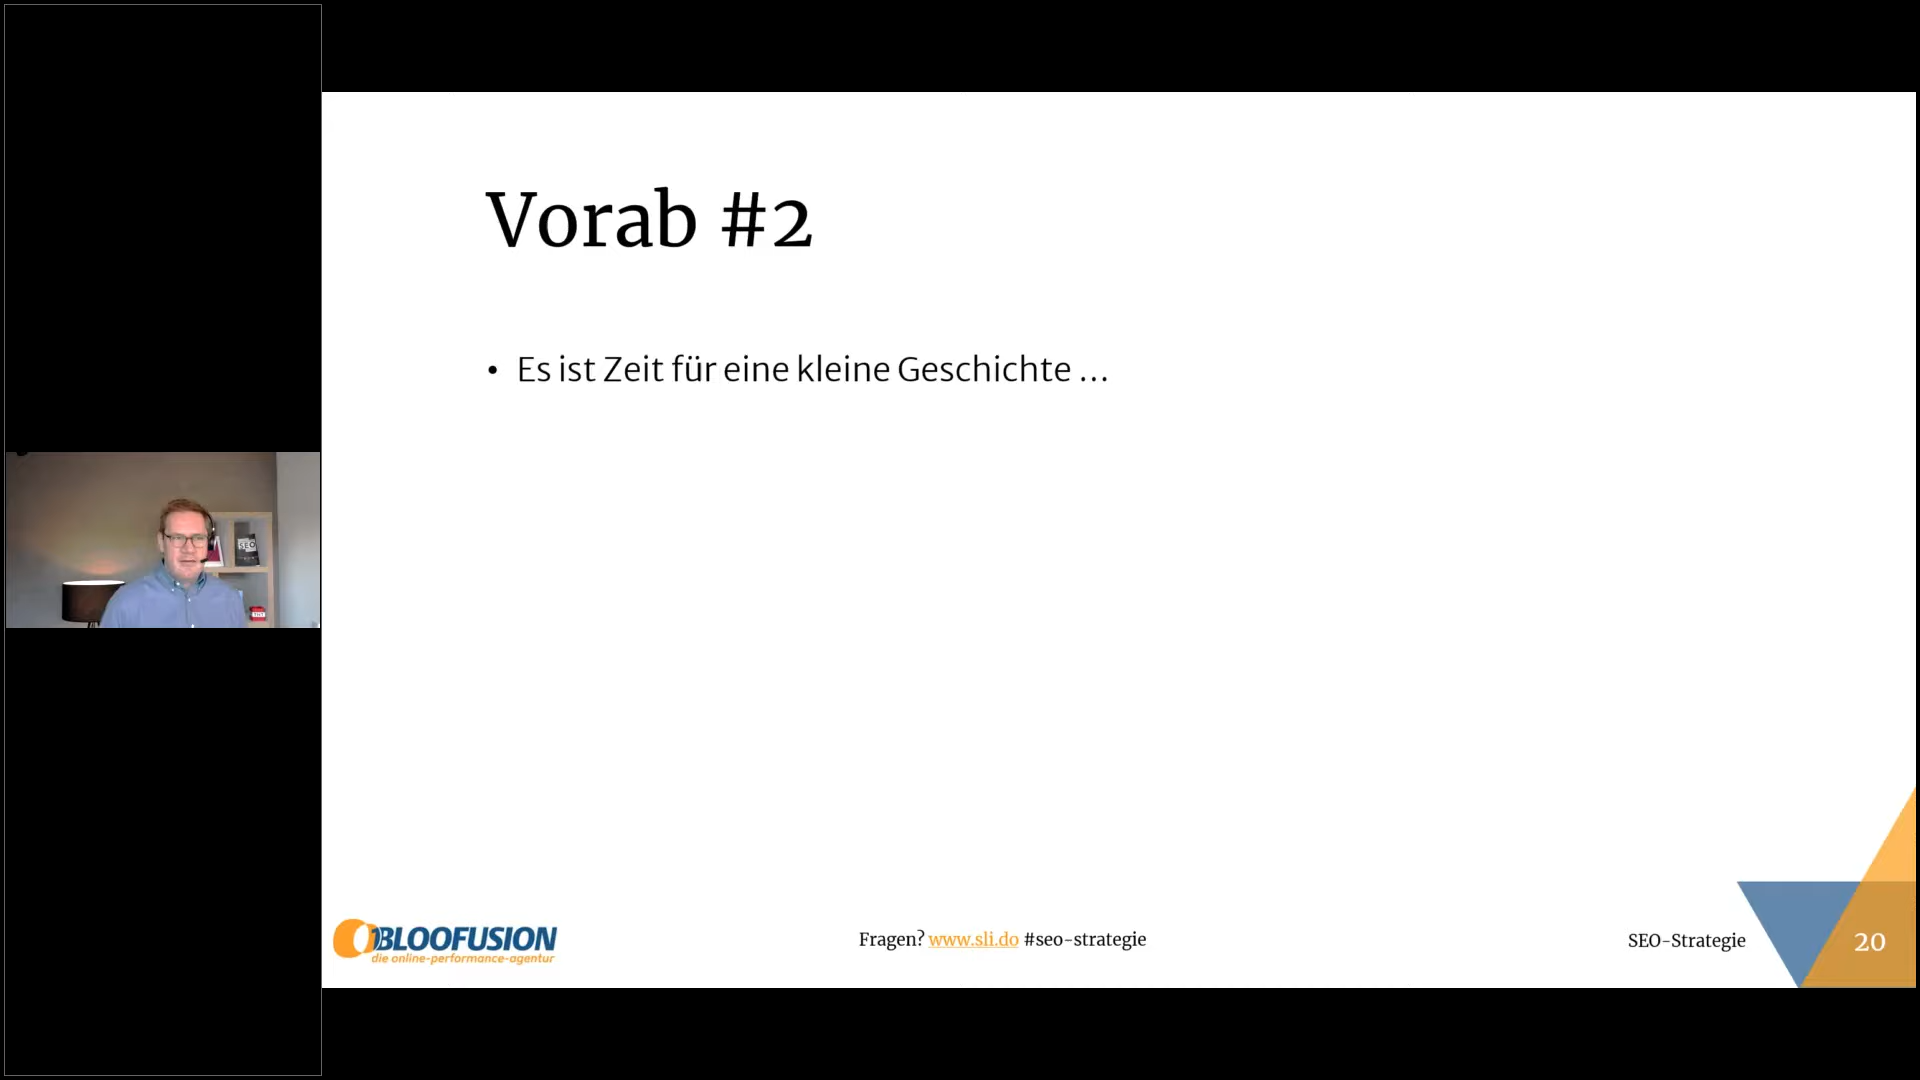 Vorab #2
• Es ist Zeit für eine kleine Geschichte …
SEO
BLOOFUSION
die online-performance-agentur
Fragen? www.sli.do #seo-strategie
SEO-Strategie
20